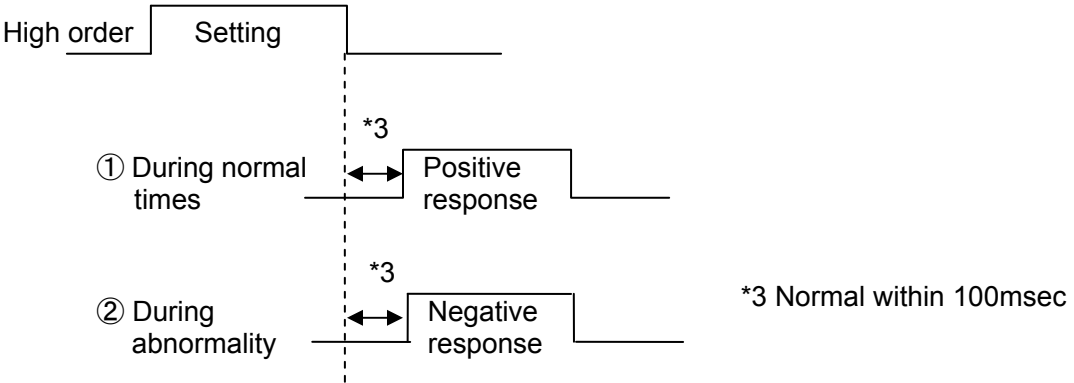 High order
Setting
*3
① During normal
times
Positive
response
*3
② During
abnormality
Negative
response
*3 Normal within 100msec